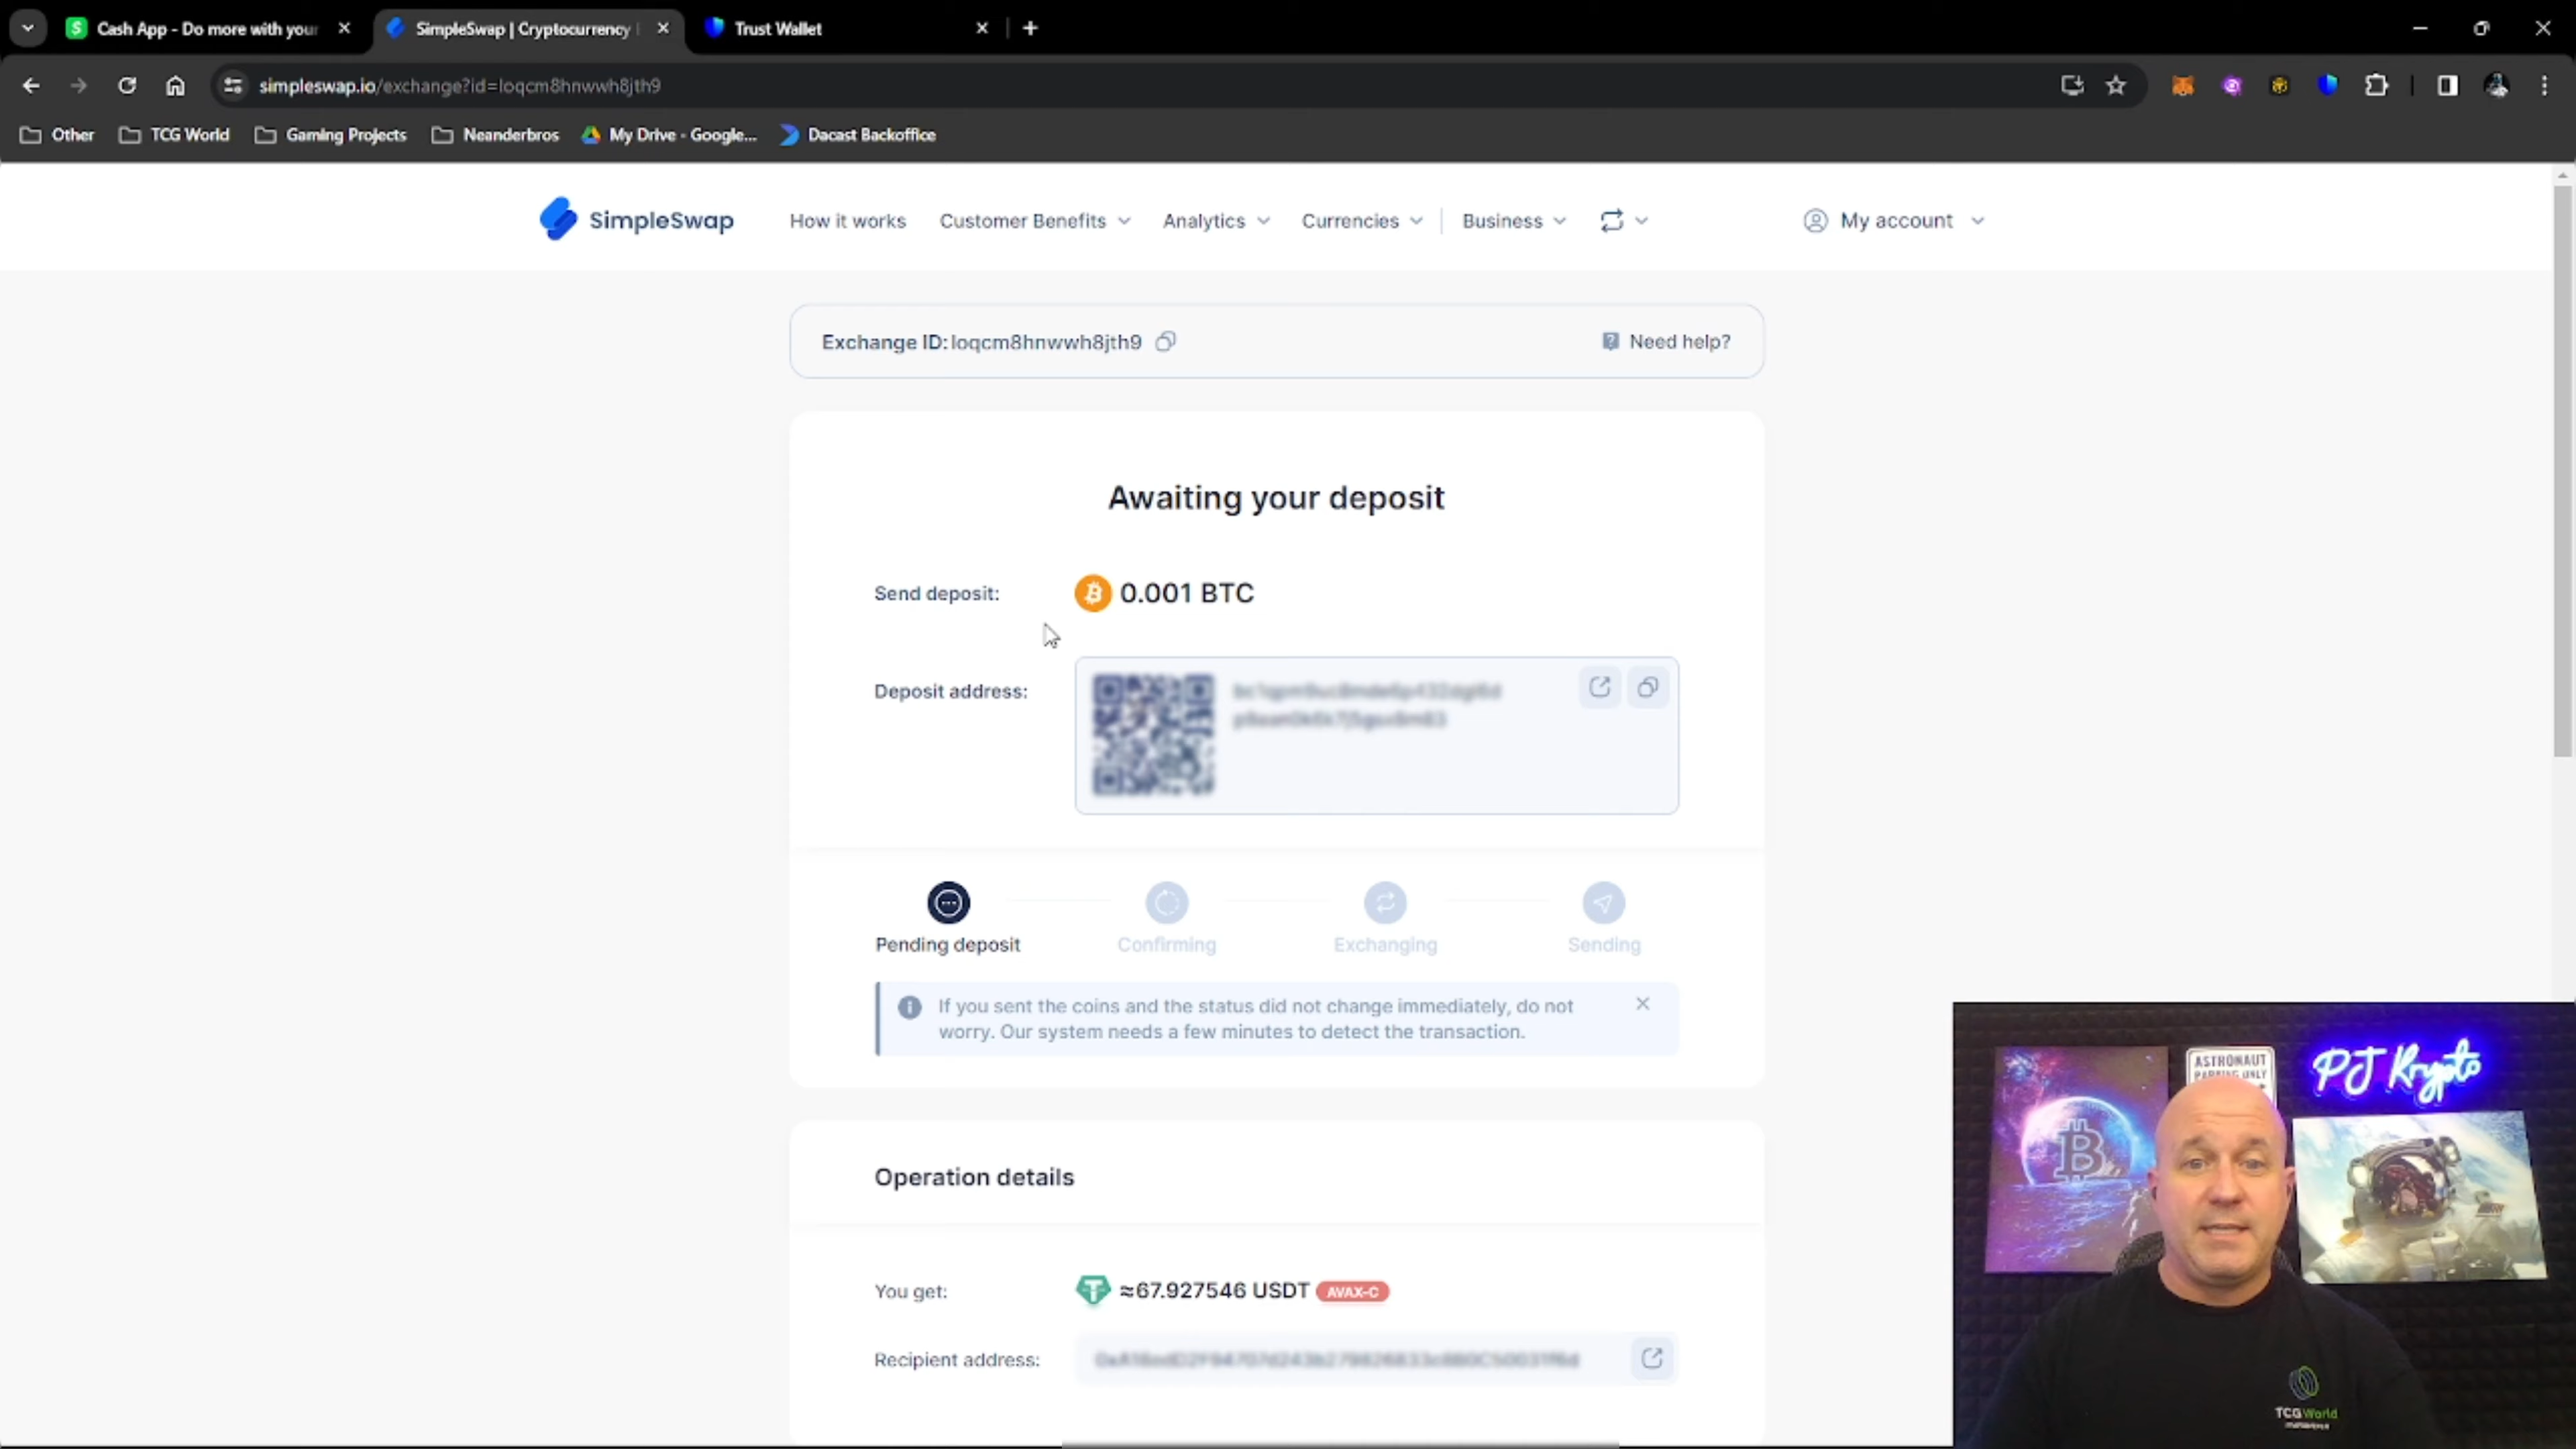 Cash App - Do more with your
SimpleSwap | Cryptocurrency
Trust Wallet
simpleswap.io/exchange?id=loqcm8hnwwh8jth9
Other
TCG World
Gaming Projects
Neanderbros
My Drive - Google...
Dacast Backoffice
SimpleSwap
How it works
Customer Benefits
Analytics
Currencies
Business
My account
Exchange ID: loqcm8hnwwh8jth9
Need help?
Awaiting your deposit
Send deposit:
0.001 BTC
Deposit address:
Pending deposit
Confirming
Exchanging
Sending
If you sent the coins and the status did not change immediately, do not
worry. Our system needs a few minutes to detect the transaction.
Operation details
You get:
≈67.927546 USDT AVAX-C
Recipient address:
ASTRONAUT
PARKING ONLY
PJ Krypto
TCGWorld